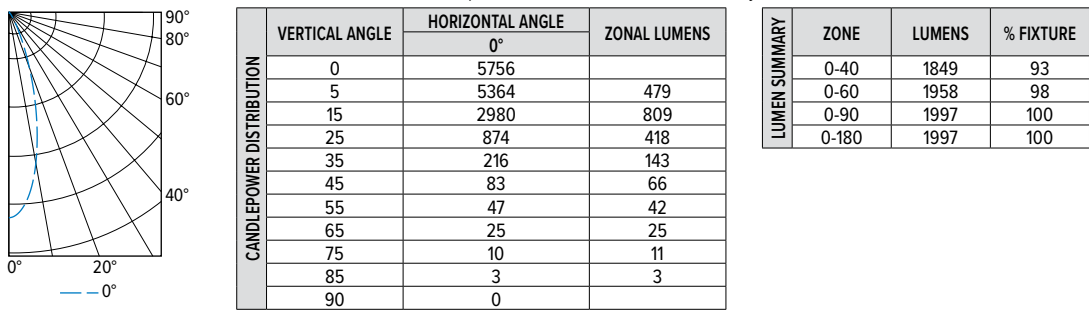 90°
80°
60°
40°
0° 20°
0°
CANDLEPOWER DISTRIBUTION
VERTICAL ANGLE HORIZONTAL ANGLE ZONAL LUMENS
0°
0 5756
5 5364 479
15 2980 809
25 874 418
35 216 143
45 83 66
55 47 42
65 25 25
75 10 11
85 3 3
90 0
LUMEN SUMMARY
ZONE LUMENS % FIXTURE
0-40 1849 93
0-60 1958 98
0-90 1997 100
0-180 1997 100